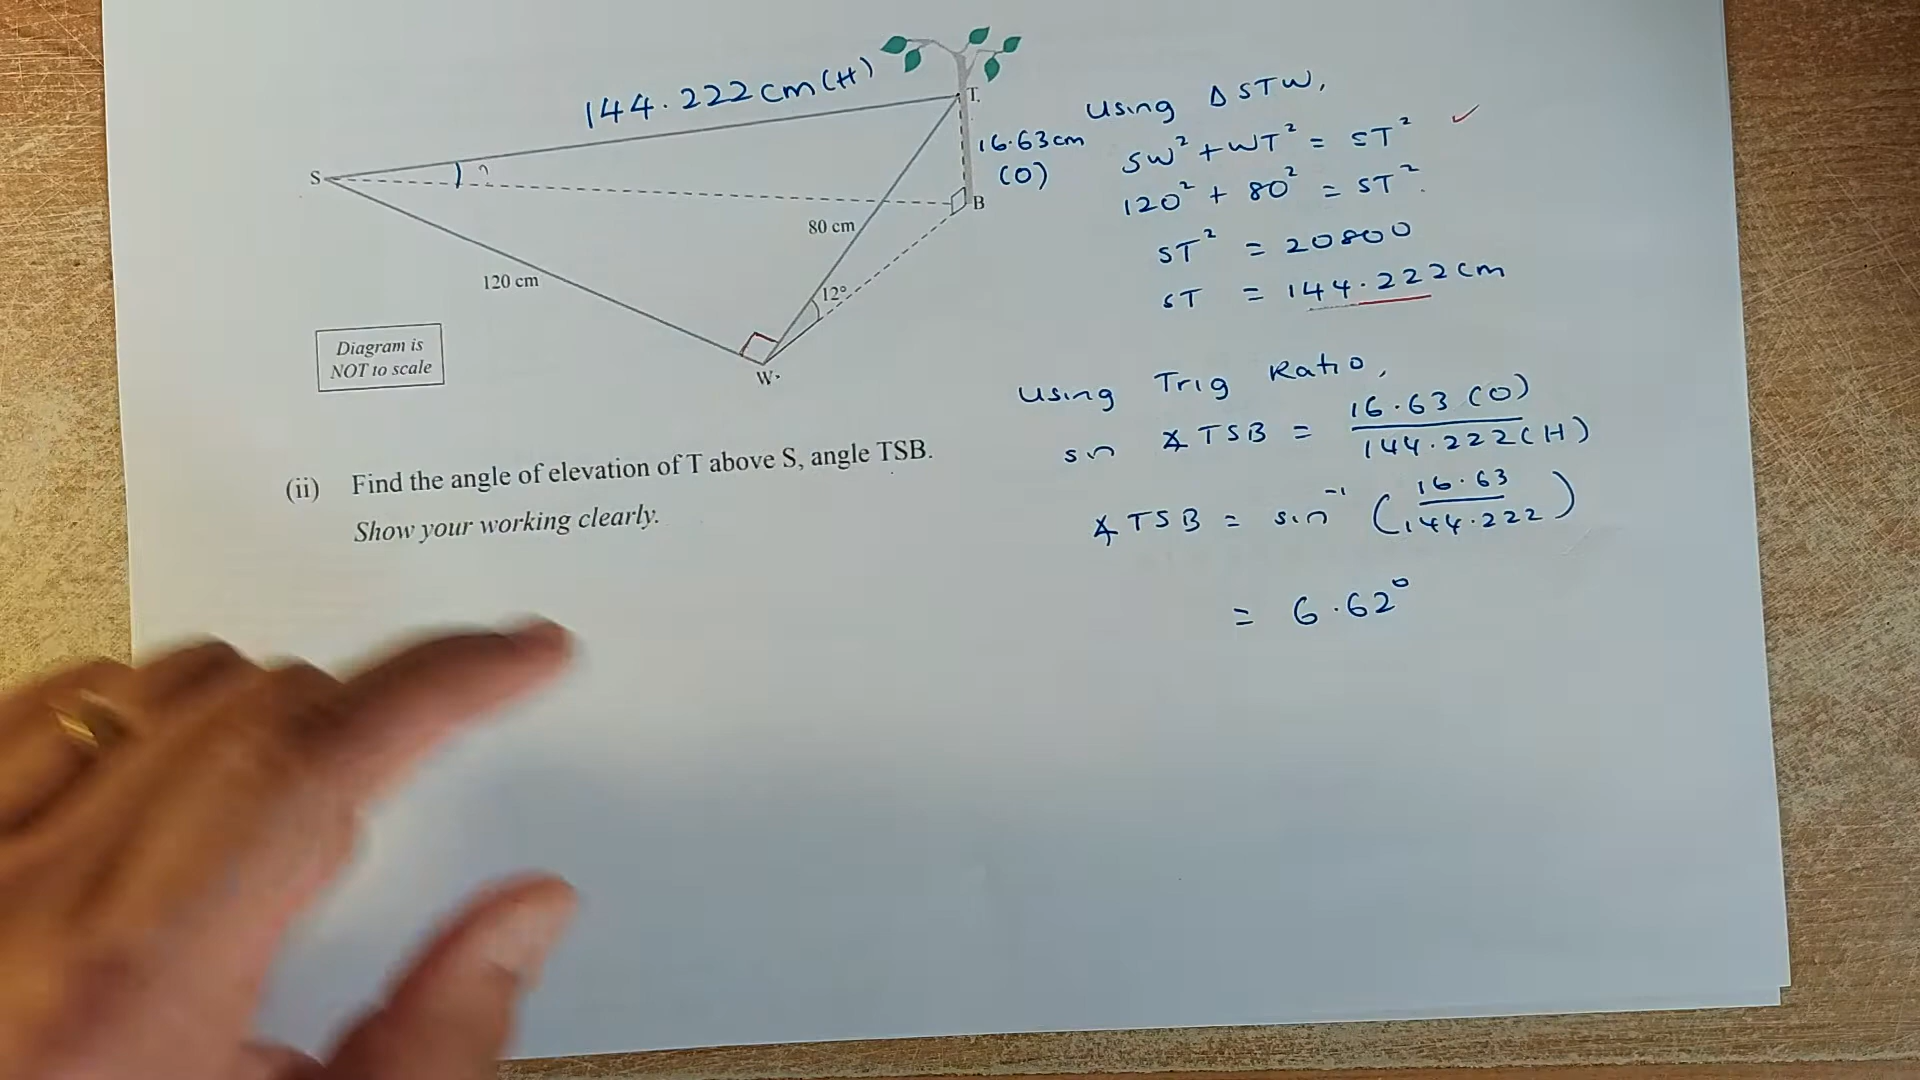 144.222cm(H)
T.
16.63cm
(O)
S
?
B
80 cm
120 cm
12°
W.
Diagram is
NOT to scale
(ii) Find the angle of elevation of T above S, angle TSB.
Show your working clearly.
Using Δ STW,
SW² + WT² = ST²
120² + 80² = ST².
ST² = 20800
ST = 144.222cm
Using Trig Ratio,
sin ∡ TSB = 16.63 (O) / 144.222 (H)
∡ TSB = sin⁻¹ (16.63 / 144.222)
= 6.62°